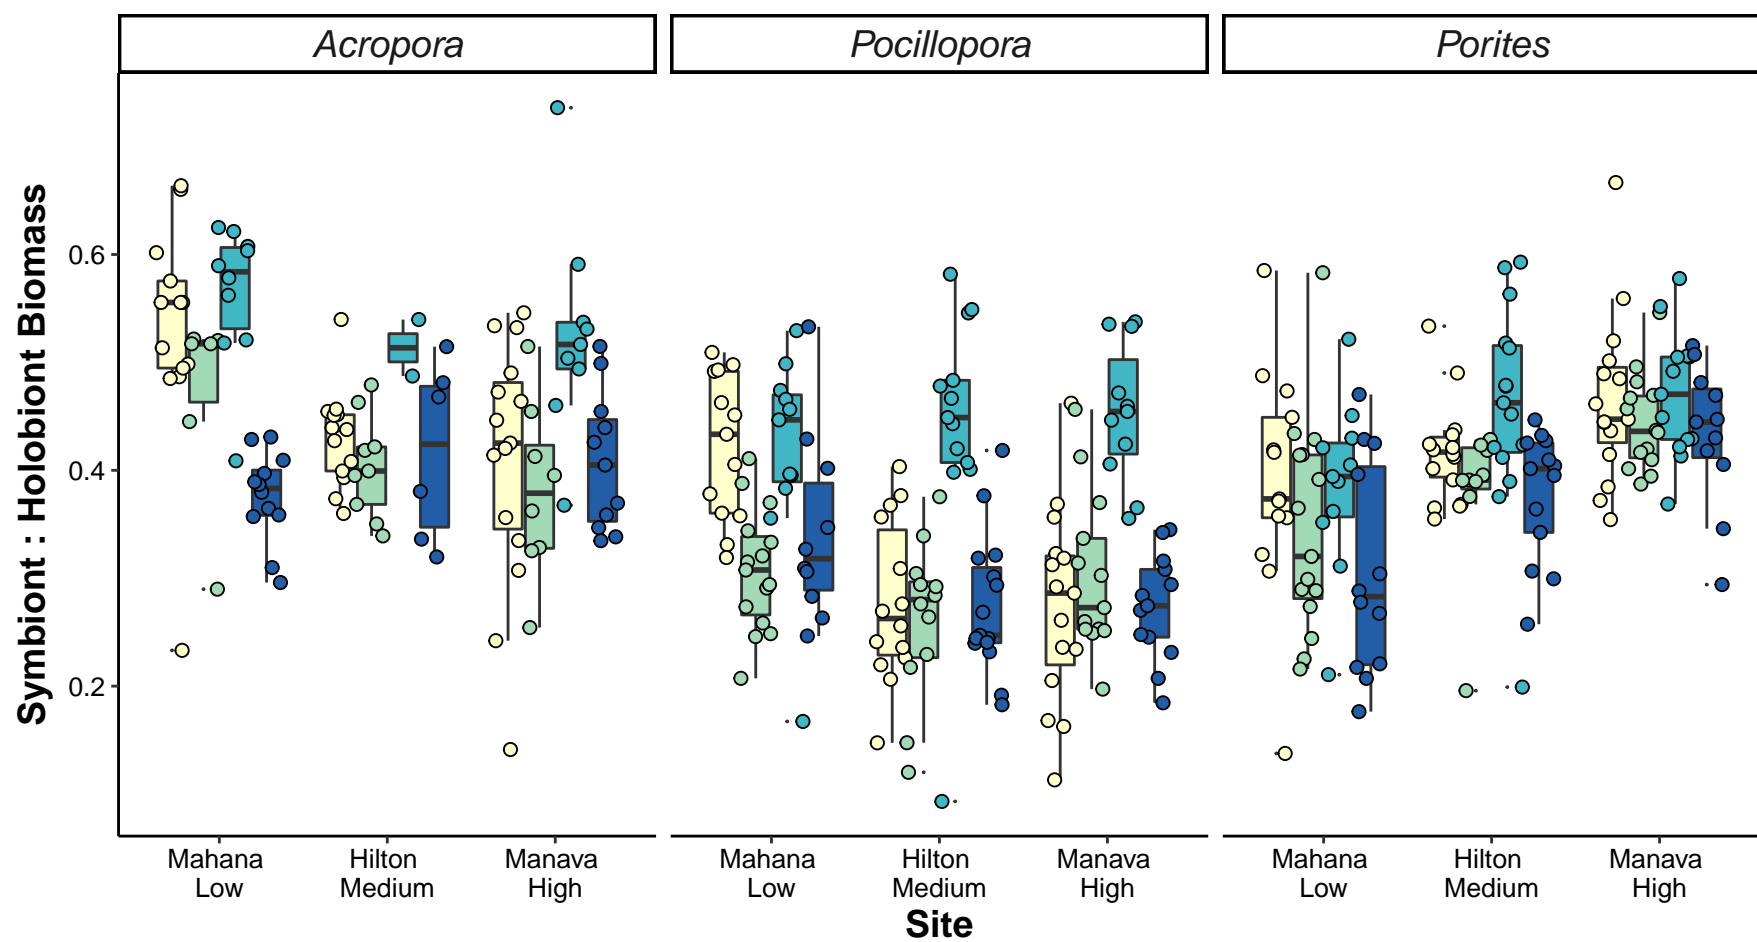 Acropora
Pocillopora
Porites
Symbiont : Holobiont Biomass
0.6
0.4
0.2
Mahana
Low
Hilton
Medium
Manava
High
Mahana
Low
Hilton
Medium
Manava
High
Mahana
Low
Hilton
Medium
Manava
High
Site